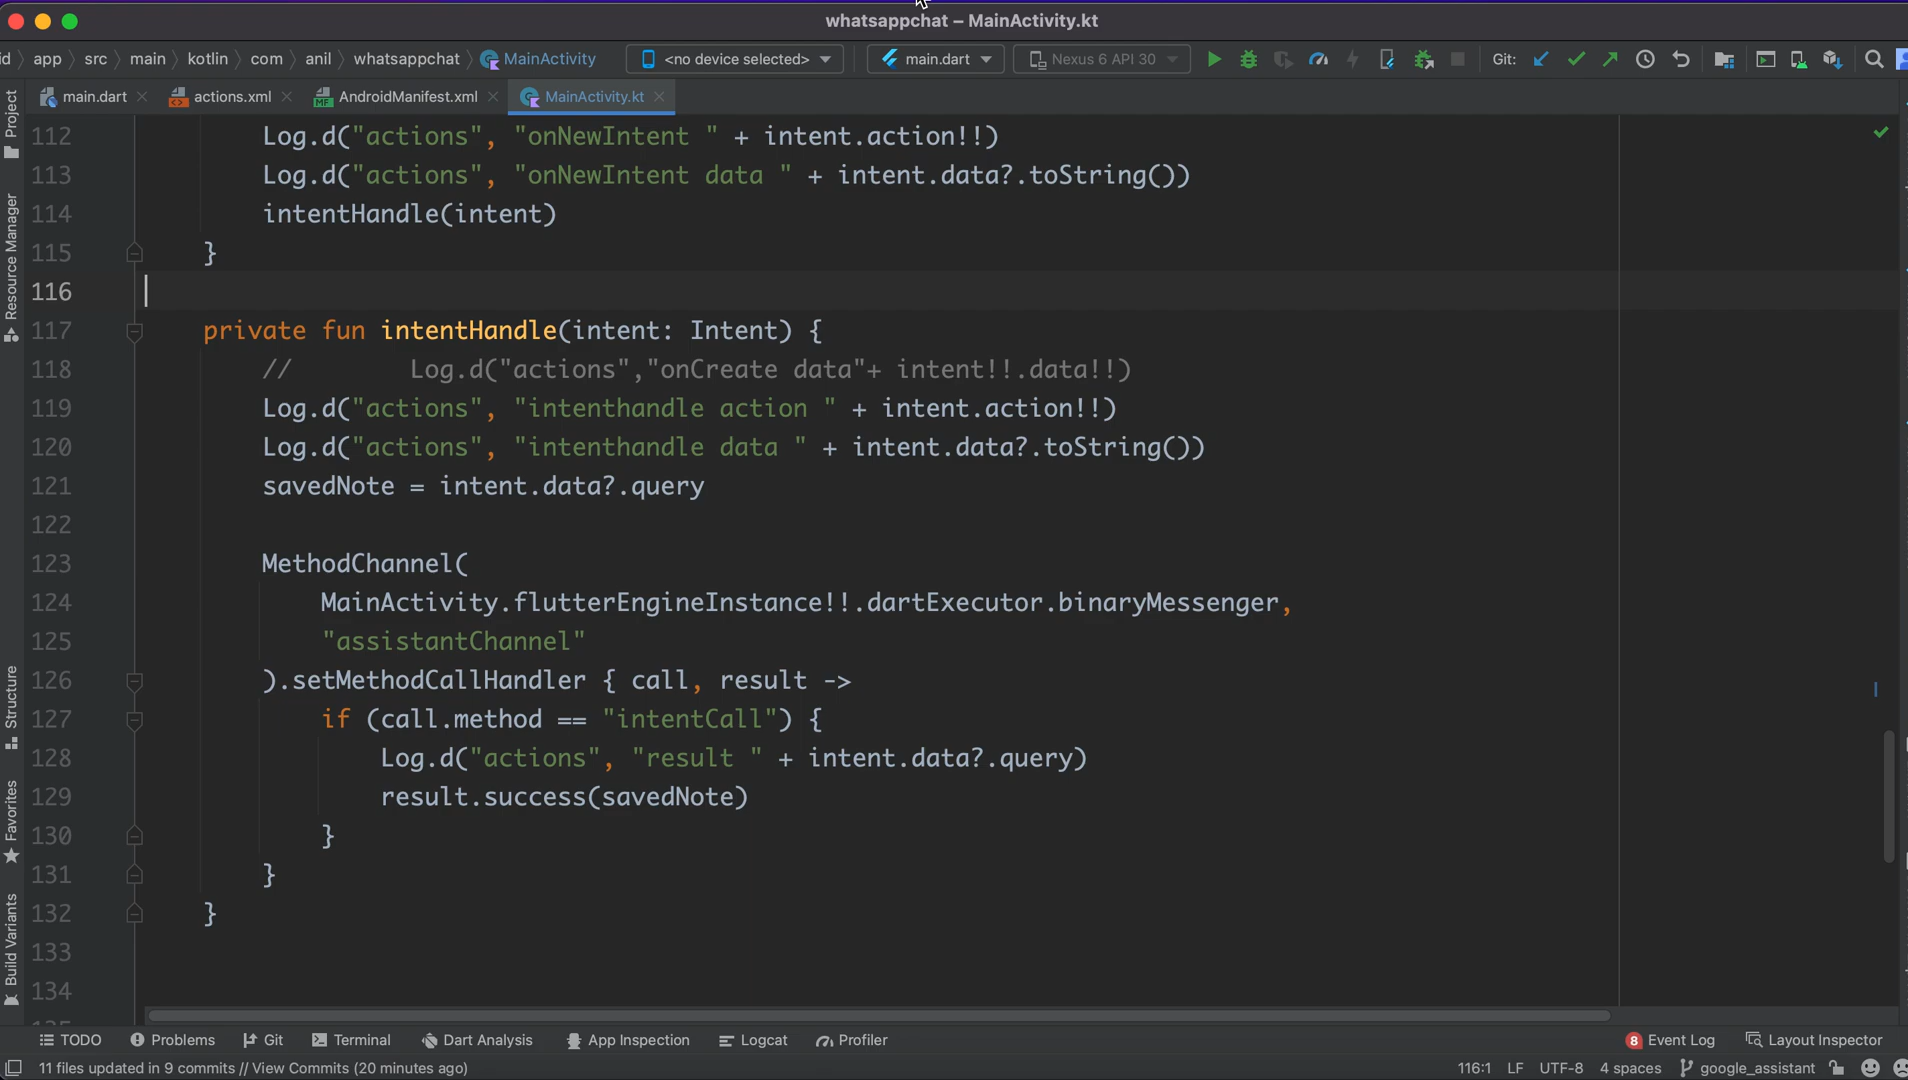 whatsappchat – MainActivity.kt
id app src main kotlin com anil whatsappchat MainActivity <no device selected> main.dart Nexus 6 API 30 Git:
main.dart actions.xml AndroidManifest.xml MainActivity.kt
Project
Resource Manager
Structure
Favorites
Build Variants
112 Log.d("actions", "onNewIntent " + intent.action!!)
113 Log.d("actions", "onNewIntent data " + intent.data?.toString())
114 intentHandle(intent)
115 }
116
117 private fun intentHandle(intent: Intent) {
118 // Log.d("actions","onCreate data"+ intent!!.data!!)
119 Log.d("actions", "intenthandle action " + intent.action!!)
120 Log.d("actions", "intenthandle data " + intent.data?.toString())
121 savedNote = intent.data?.query
122
123 MethodChannel(
124 MainActivity.flutterEngineInstance!!.dartExecutor.binaryMessenger,
125 "assistantChannel"
126 ).setMethodCallHandler { call, result ->
127 if (call.method == "intentCall") {
128 Log.d("actions", "result " + intent.data?.query)
129 result.success(savedNote)
130 }
131 }
132 }
133
134
TODO Problems Git Terminal Dart Analysis App Inspection Logcat Profiler 8 Event Log Layout Inspector
11 files updated in 9 commits // View Commits (20 minutes ago) 116:1 LF UTF-8 4 spaces google_assistant